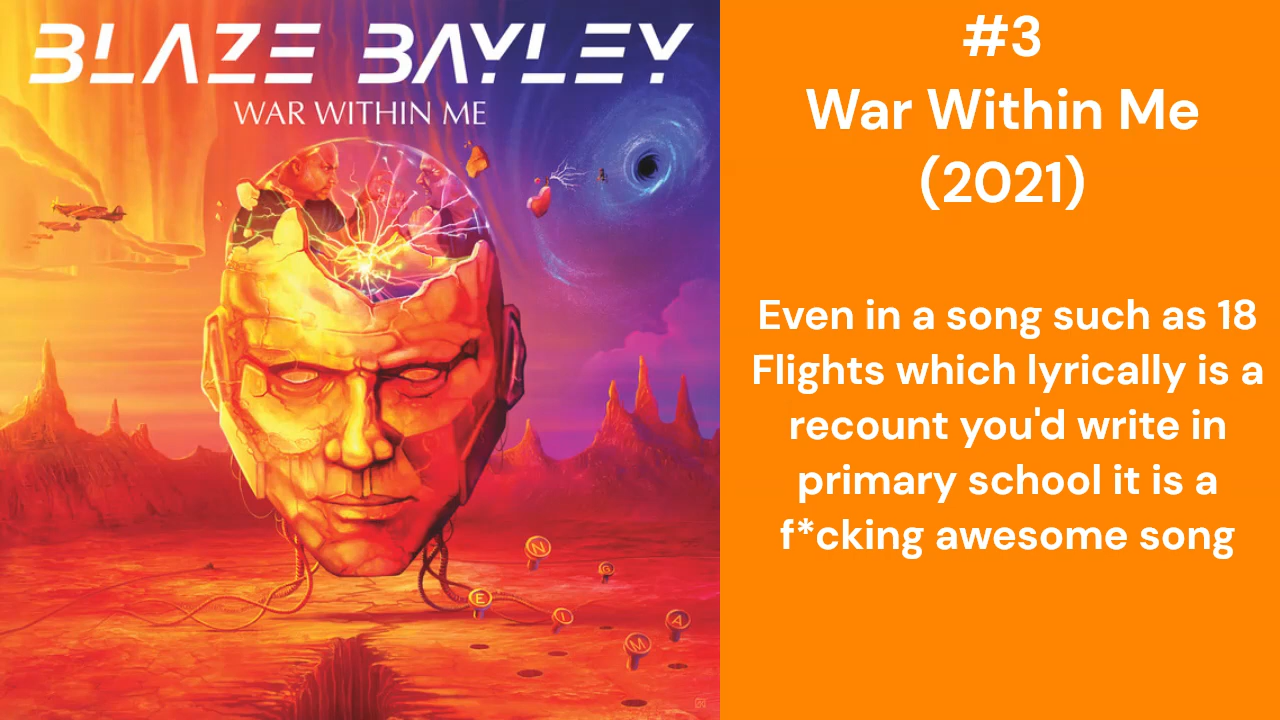 BLAZE BAYLEY
WAR WITHIN ME
N
G
E
I
M
A
#3
War Within Me
(2021)
Even in a song such as 18
Flights which lyrically is a
recount you'd write in
primary school it is a
f*cking awesome song